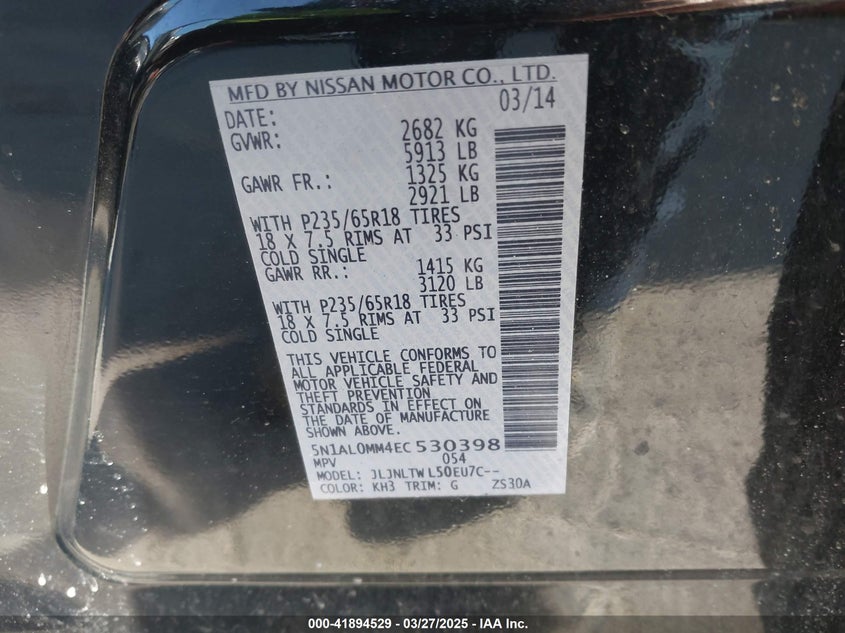 MFD BY NISSAN MOTOR CO., LTD.
DATE: 03/14
GVWR: 2682 KG
5913 LB
GAWR FR.: 1325 KG
2921 LB
WITH P235/65R18 TIRES
18 X 7.5 RIMS AT 33 PSI
COLD SINGLE
GAWR RR.: 1415 KG
3120 LB
WITH P235/65R18 TIRES
18 X 7.5 RIMS AT 33 PSI
COLD SINGLE
THIS VEHICLE CONFORMS TO
ALL APPLICABLE FEDERAL
MOTOR VEHICLE SAFETY AND
THEFT PREVENTION
STANDARDS IN EFFECT ON
THE DATE OF MANUFACTURE
SHOWN ABOVE.
5N1AL0MM4EC530398
MPV 054
MODEL: JLJNLTW L50EU7C--
COLOR: KH3 TRIM: G ZS30A
000-41894529 — 03/27/2025 — IAA Inc.